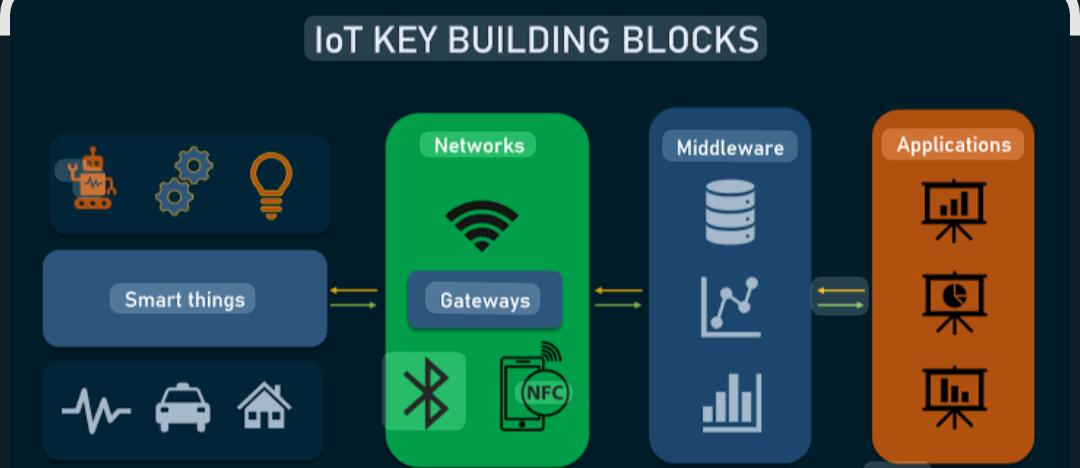 IoT KEY BUILDING BLOCKS
Networks
Middleware
Applications
Smart things
Gateways
NFC